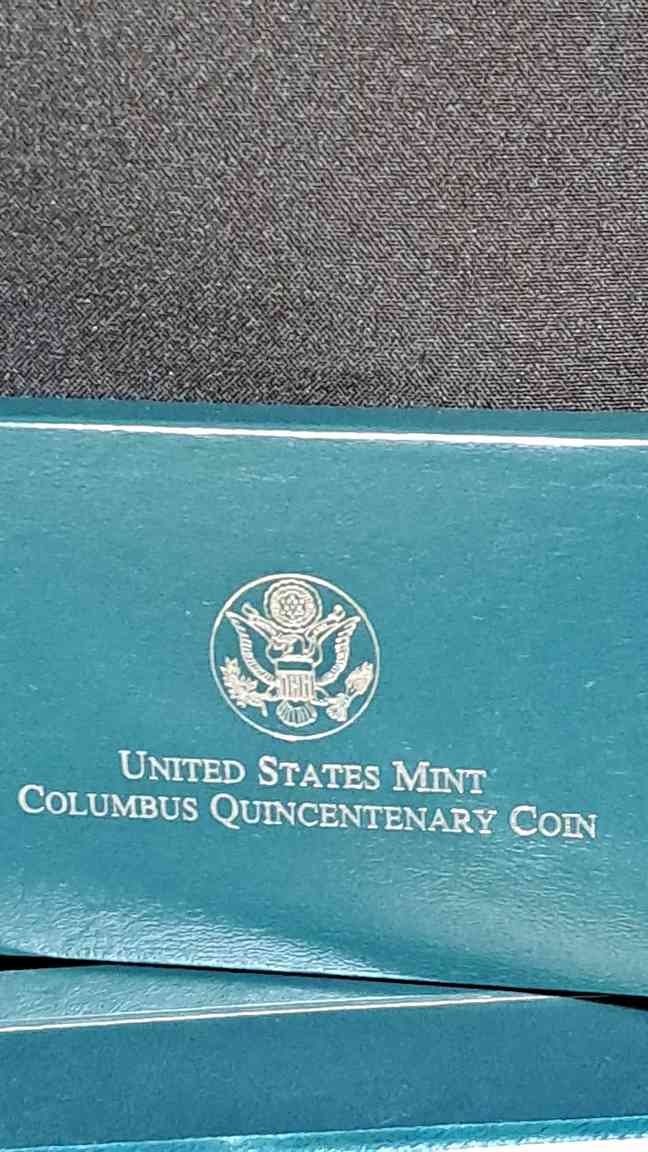 United States Mint
Columbus Quincentenary Coin